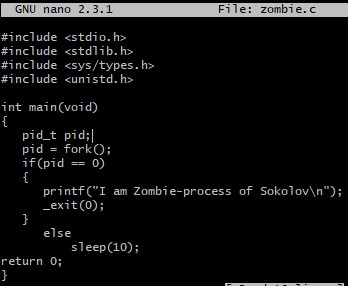 GNU nano 2.3.1 File: zombie.c
#include <stdio.h>
#include <stdlib.h>
#include <sys/types.h>
#include <unistd.h>
int main(void)
{
pid_t pid;
pid = fork();
if(pid == 0)
{
printf("I am Zombie-process of Sokolov\n");
_exit(0);
}
else
sleep(10);
return 0;
}